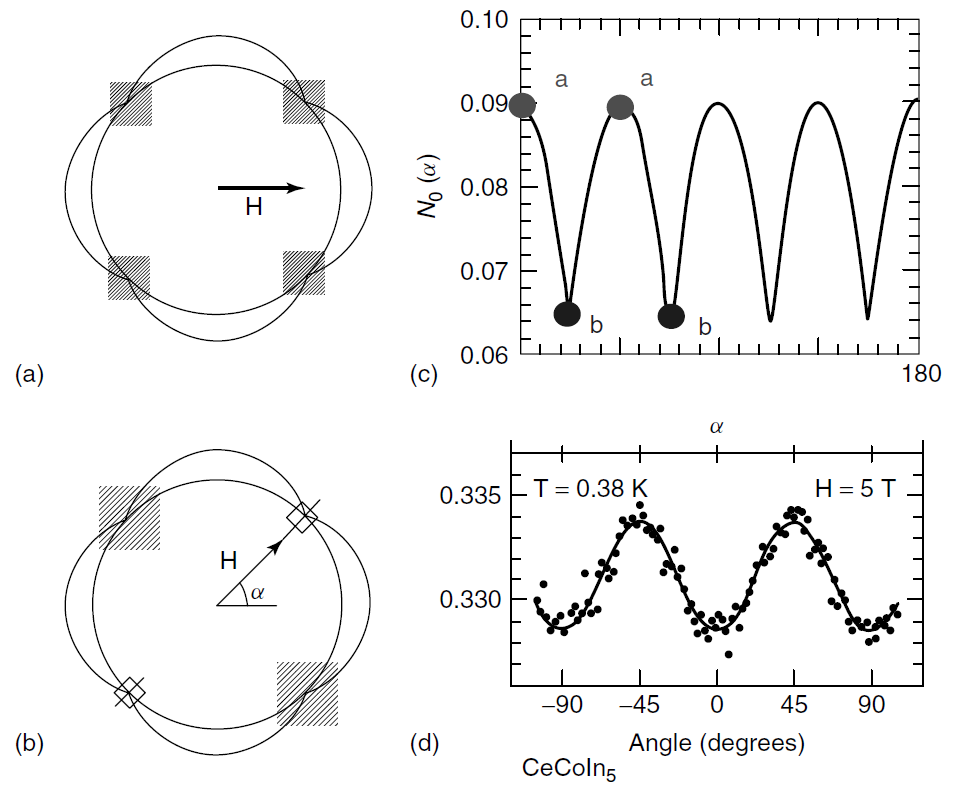 H
(a)
0.10
0.09
0.08
0.07
0.06
N0 (α)
a
a
b
b
180
(c)
α
H
α
(b)
T = 0.38 K
H = 5 T
0.335
0.330
−90
−45
0
45
90
(d)
Angle (degrees)
CeCoIn5